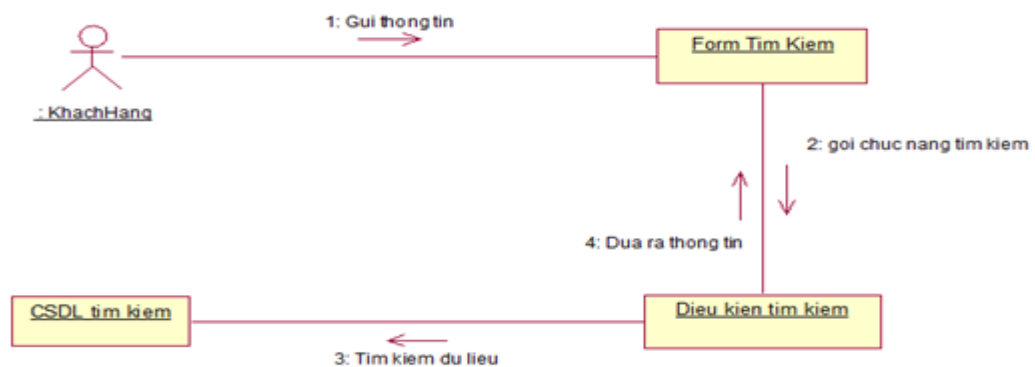 1: Gui thong tin
Form Tim Kiem
: KhachHang
2: goi chuc nang tim kiem
4: Dua ra thong tin
CSDL tim kiem
Dieu kien tim kiem
3: Tim kiem du lieu